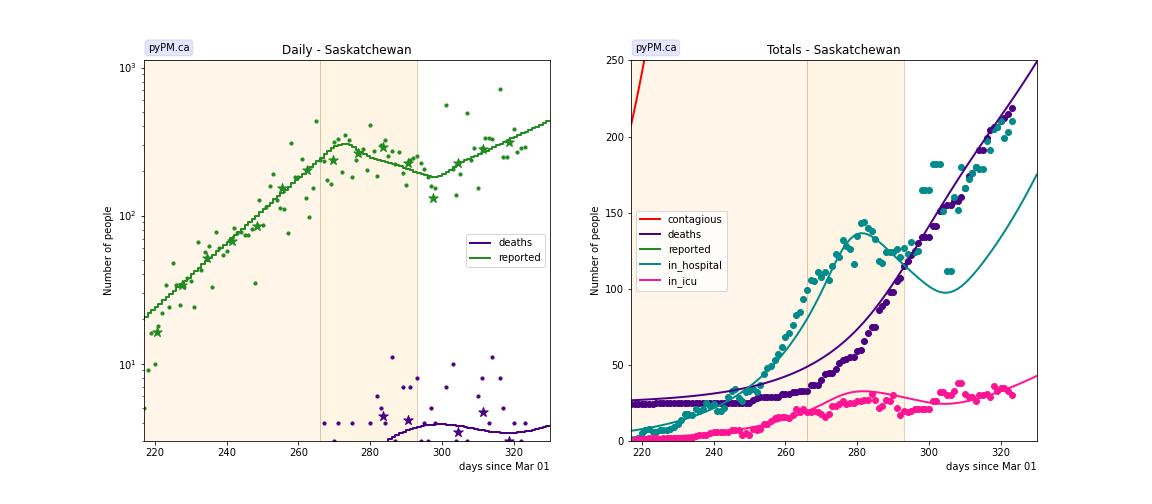 pyPM.ca
Daily - Saskatchewan
Number of people
10³
10²
10¹
220 240 260 280 300 320
days since Mar 01
deaths
reported
pyPM.ca
Totals - Saskatchewan
Number of people
250
200
150
100
50
0
220 240 260 280 300 320
days since Mar 01
contagious
deaths
reported
in_hospital
in_icu